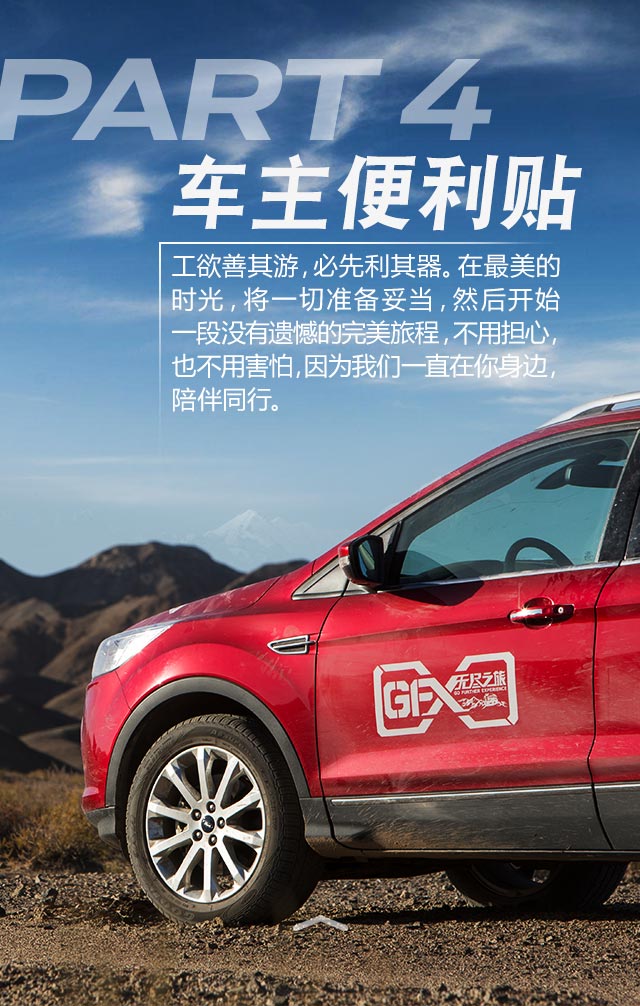 PART 4
车主便利贴
工欲善其游，必先利其器。在最美的
时光，将一切准备妥当，然后开始
一段没有遗憾的完美旅程，不用担心，
也不用害怕，因为我们一直在你身边，
陪伴同行。
GFX 无尽之旅
GO FURTHER EXPERIENCE